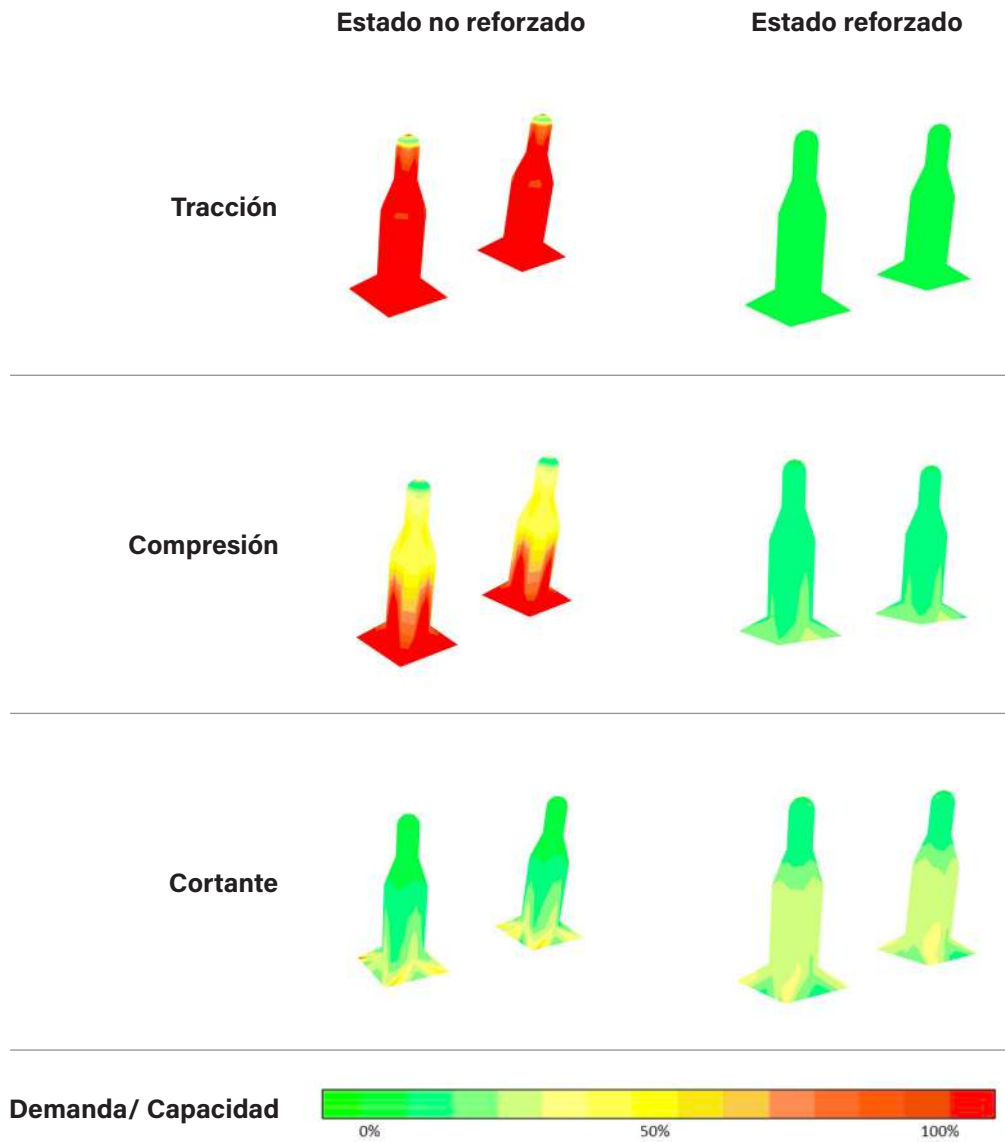 Estado no reforzado
Estado reforzado
Tracción
Compresión
Cortante
Demanda/ Capacidad
0%
50%
100%